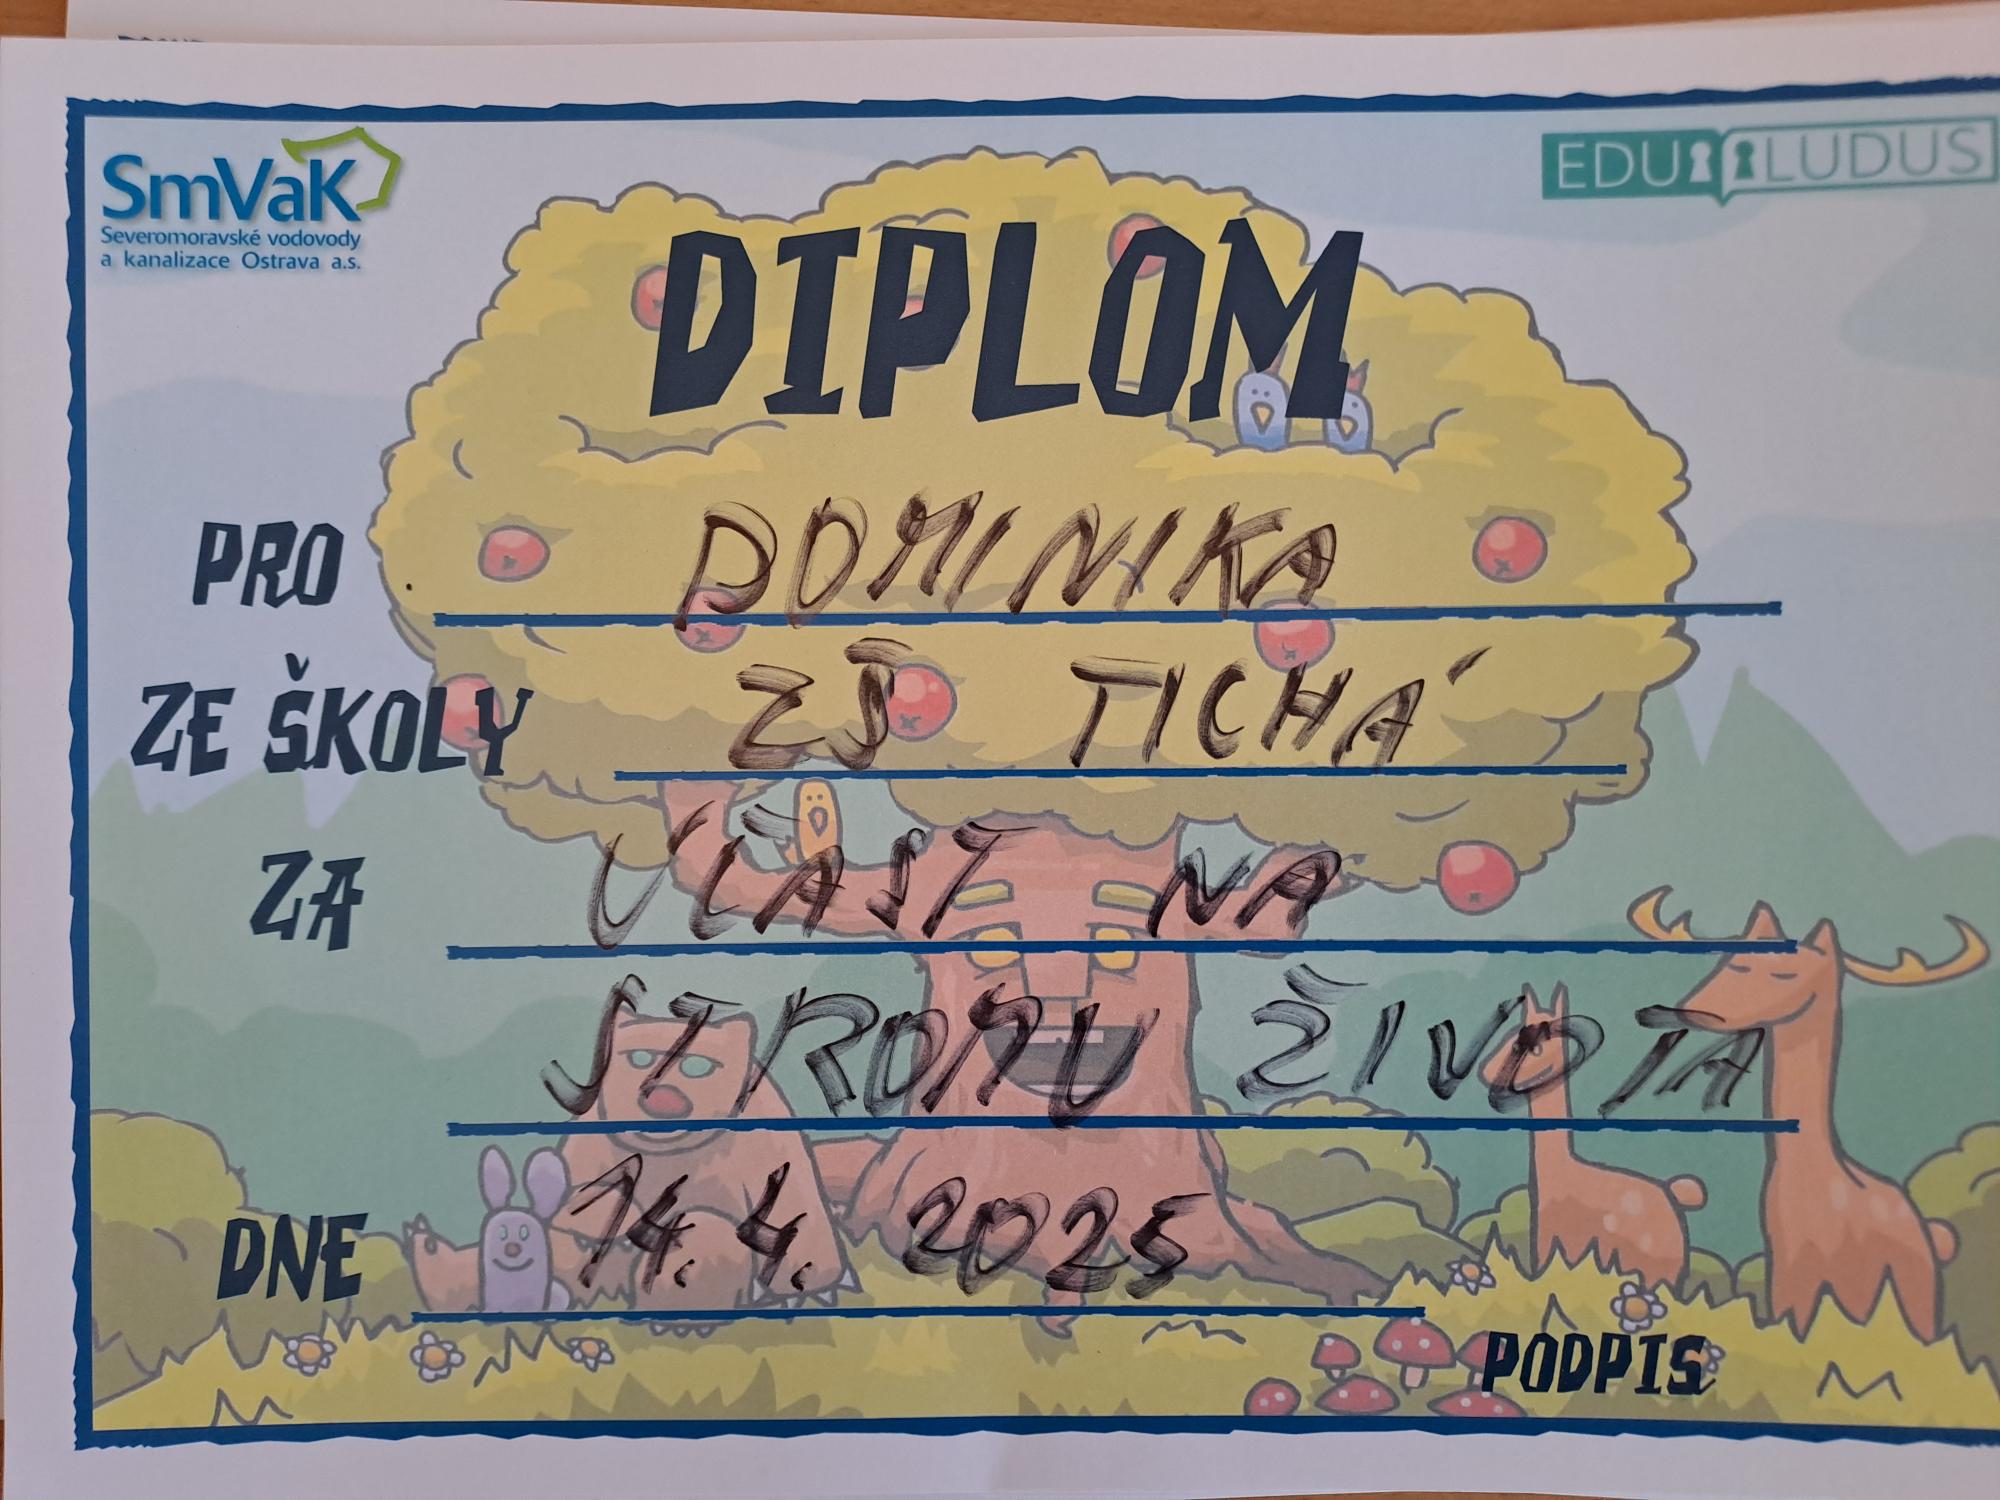 SmVaK
Severomoravské vodovody
a kanalizace Ostrava a.s.
EDU LUDUS
DIPLOM
PRO DOMINIKA
ZE ŠKOLY ZŠ TICHÁ
ZA ÚČAST NA
STROMU ŽIVOTA
DNE 14. 4. 2025
PODPIS